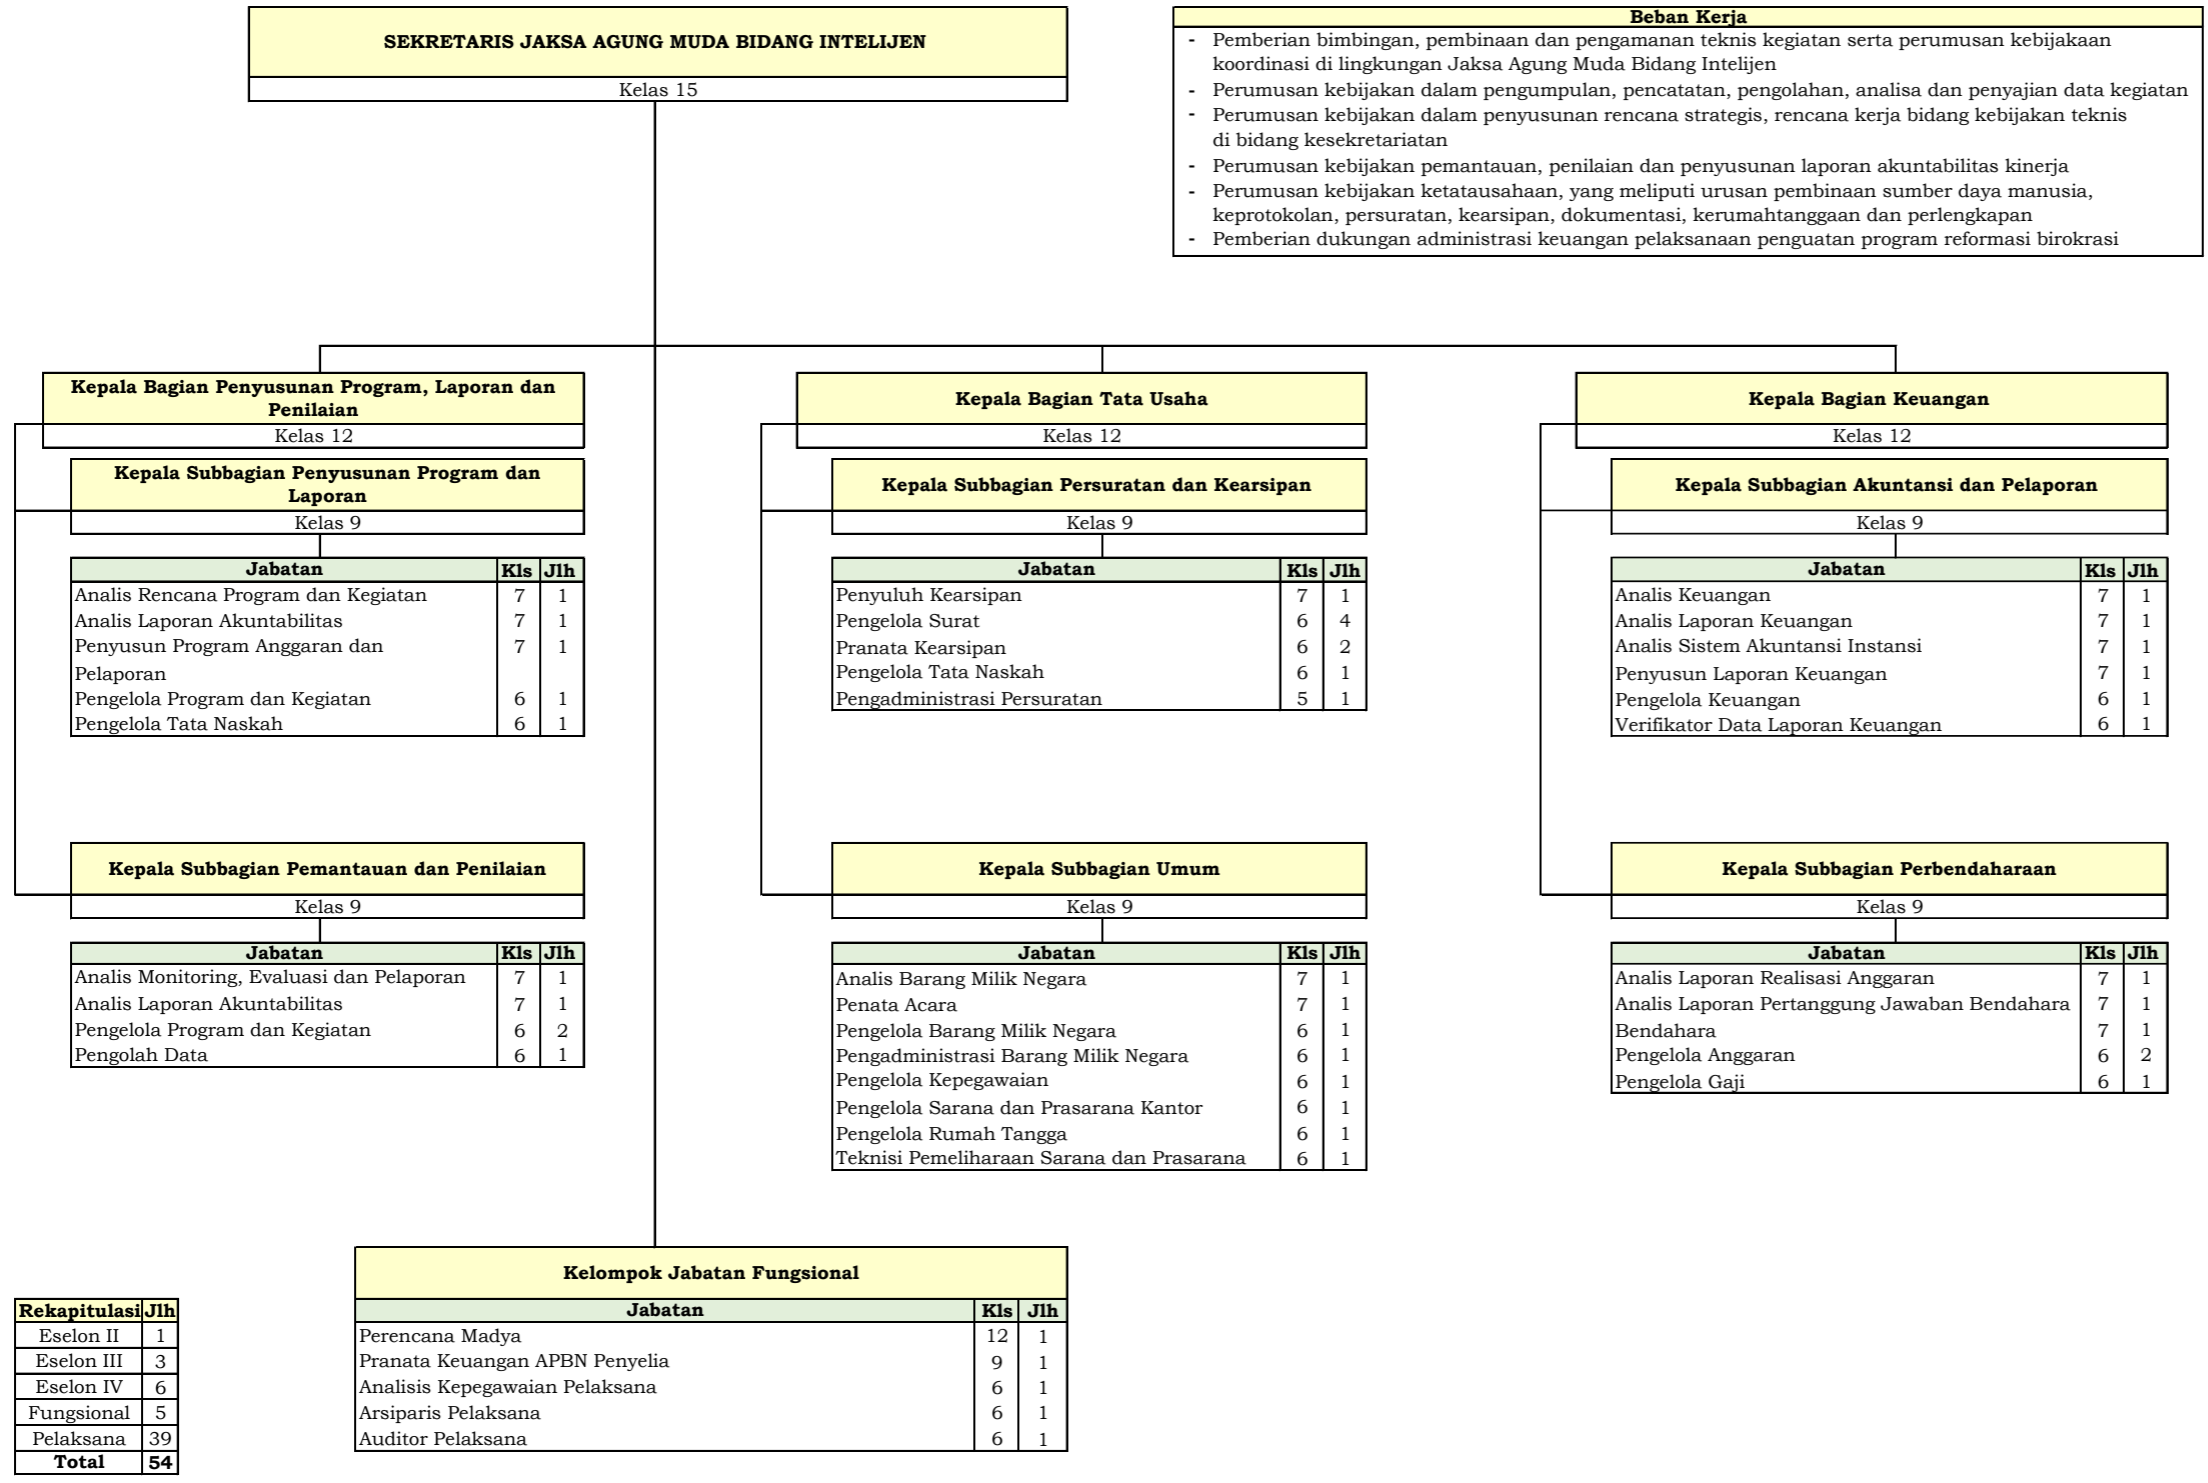 SEKRETARIS JAKSA AGUNG MUDA BIDANG INTELIJEN
Kelas 15
Beban Kerja
- Pemberian bimbingan, pembinaan dan pengamanan teknis kegiatan serta perumusan kebijakaan
koordinasi di lingkungan Jaksa Agung Muda Bidang Intelijen
- Perumusan kebijakan dalam pengumpulan, pencatatan, pengolahan, analisa dan penyajian data kegiatan
- Perumusan kebijakan dalam penyusunan rencana strategis, rencana kerja bidang kebijakan teknis
di bidang kesekretariatan
- Perumusan kebijakan pemantauan, penilaian dan penyusunan laporan akuntabilitas kinerja
- Perumusan kebijakan ketatausahaan, yang meliputi urusan pembinaan sumber daya manusia,
keprotokolan, persuratan, kearsipan, dokumentasi, kerumahtanggaan dan perlengkapan
- Pemberian dukungan administrasi keuangan pelaksanaan penguatan program reformasi birokrasi
Kepala Bagian Penyusunan Program, Laporan dan
Penilaian
Kelas 12
Kepala Subbagian Penyusunan Program dan
Laporan
Kelas 9
Jabatan Kls Jlh
Analis Rencana Program dan Kegiatan 7 1
Analis Laporan Akuntabilitas 7 1
Penyusun Program Anggaran dan 7 1
Pelaporan
Pengelola Program dan Kegiatan 6 1
Pengelola Tata Naskah 6 1
Kepala Subbagian Pemantauan dan Penilaian
Kelas 9
Jabatan Kls Jlh
Analis Monitoring, Evaluasi dan Pelaporan 7 1
Analis Laporan Akuntabilitas 7 1
Pengelola Program dan Kegiatan 6 2
Pengolah Data 6 1
Kepala Bagian Tata Usaha
Kelas 12
Kepala Subbagian Persuratan dan Kearsipan
Kelas 9
Jabatan Kls Jlh
Penyuluh Kearsipan 7 1
Pengelola Surat 6 4
Pranata Kearsipan 6 2
Pengelola Tata Naskah 6 1
Pengadministrasi Persuratan 5 1
Kepala Subbagian Umum
Kelas 9
Jabatan Kls Jlh
Analis Barang Milik Negara 7 1
Penata Acara 7 1
Pengelola Barang Milik Negara 6 1
Pengadministrasi Barang Milik Negara 6 1
Pengelola Kepegawaian 6 1
Pengelola Sarana dan Prasarana Kantor 6 1
Pengelola Rumah Tangga 6 1
Teknisi Pemeliharaan Sarana dan Prasarana 6 1
Kepala Bagian Keuangan
Kelas 12
Kepala Subbagian Akuntansi dan Pelaporan
Kelas 9
Jabatan Kls Jlh
Analis Keuangan 7 1
Analis Laporan Keuangan 7 1
Analis Sistem Akuntansi Instansi 7 1
Penyusun Laporan Keuangan 7 1
Pengelola Keuangan 6 1
Verifikator Data Laporan Keuangan 6 1
Kepala Subbagian Perbendaharaan
Kelas 9
Jabatan Kls Jlh
Analis Laporan Realisasi Anggaran 7 1
Analis Laporan Pertanggung Jawaban Bendahara 7 1
Bendahara 7 1
Pengelola Anggaran 6 2
Pengelola Gaji 6 1
Kelompok Jabatan Fungsional
Jabatan Kls Jlh
Perencana Madya 12 1
Pranata Keuangan APBN Penyelia 9 1
Analisis Kepegawaian Pelaksana 6 1
Arsiparis Pelaksana 6 1
Auditor Pelaksana 6 1
Rekapitulasi Jlh
Eselon II 1
Eselon III 3
Eselon IV 6
Fungsional 5
Pelaksana 39
Total 54